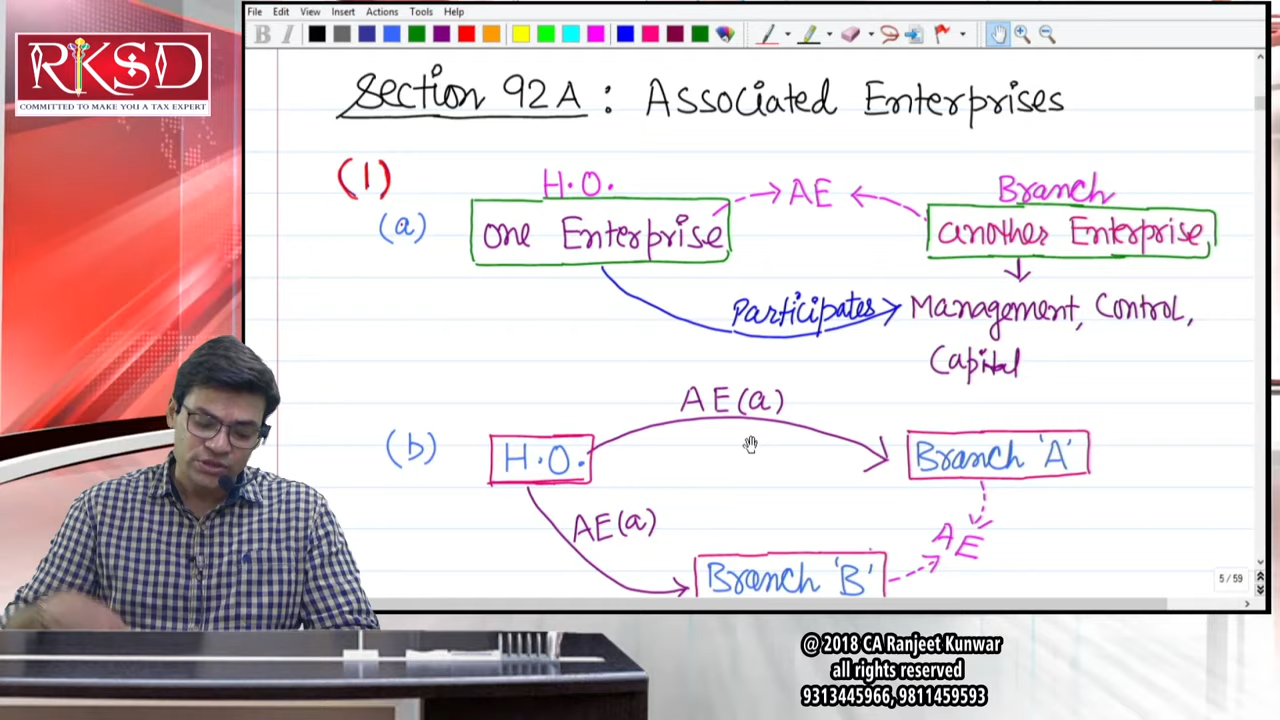 File Edit View Insert Actions Tools Help
B I
RKSD
COMMITTED TO MAKE YOU A TAX EXPERT
Section 92A : Associated Enterprises
(1)
H.O. AE Branch
(a) one Enterprise another Enterprise
Participates Management, Control,
Capital
AE(a)
(b) H.O. Branch 'A'
AE(a) AE
Branch 'B'
5 / 59
@ 2018 CA Ranjeet Kunwar
all rights reserved
9313445966, 9811459593